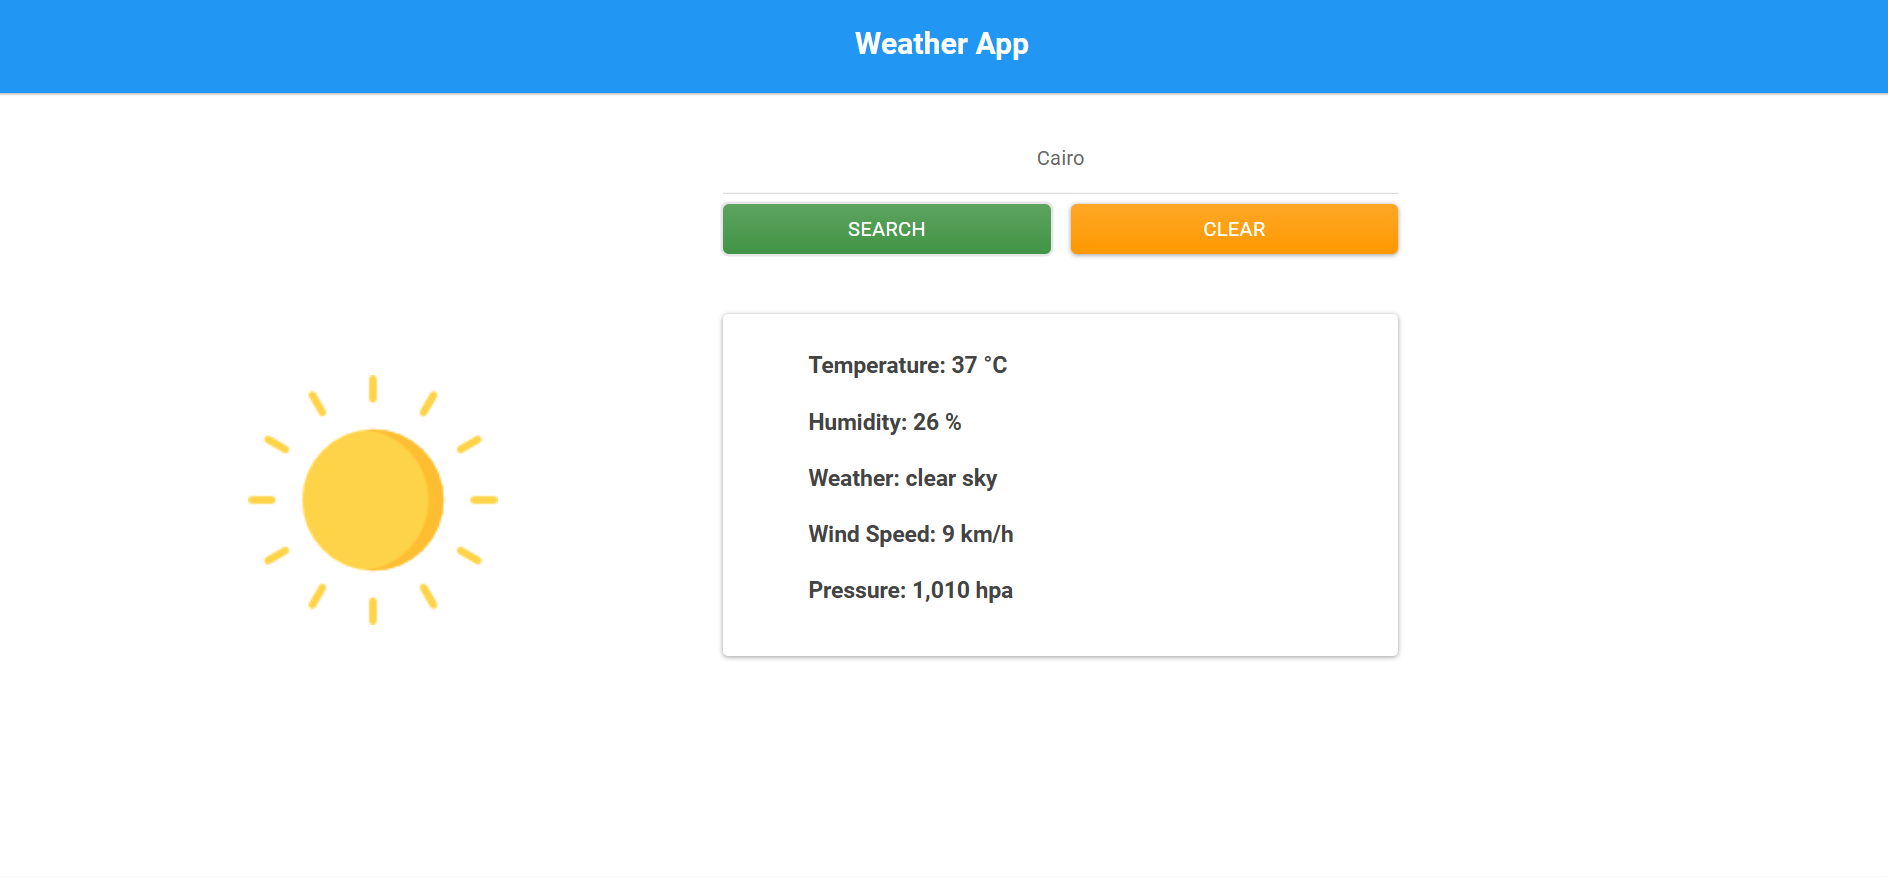 Weather App
Cairo
SEARCH
CLEAR
Temperature: 37 °C
Humidity: 26 %
Weather: clear sky
Wind Speed: 9 km/h
Pressure: 1,010 hpa